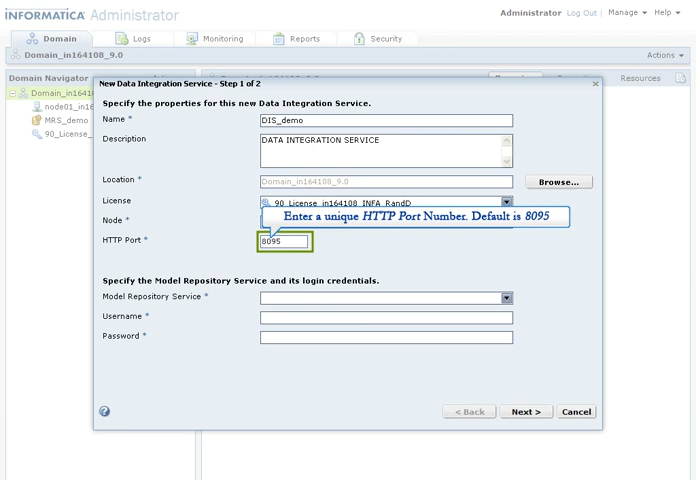 INFORMATICA Administrator
Administrator Log Out Manage Help
Domain Logs Monitoring Reports Security
Domain_in164108_9.0 Actions
Domain Navigator Resources
Domain_in1641
node01_in16
MRS_demo
90_License_
New Data Integration Service - Step 1 of 2
Specify the properties for this new Data Integration Service.
Name * DIS_demo
Description DATA INTEGRATION SERVICE
Location * Domain_in164108_9.0 Browse...
License 90_License_in164108_INFA_RandD
Node *
Enter a unique HTTP Port Number. Default is 8095
HTTP Port * 8095
Specify the Model Repository Service and its login credentials.
Model Repository Service *
Username *
Password *
< Back Next > Cancel